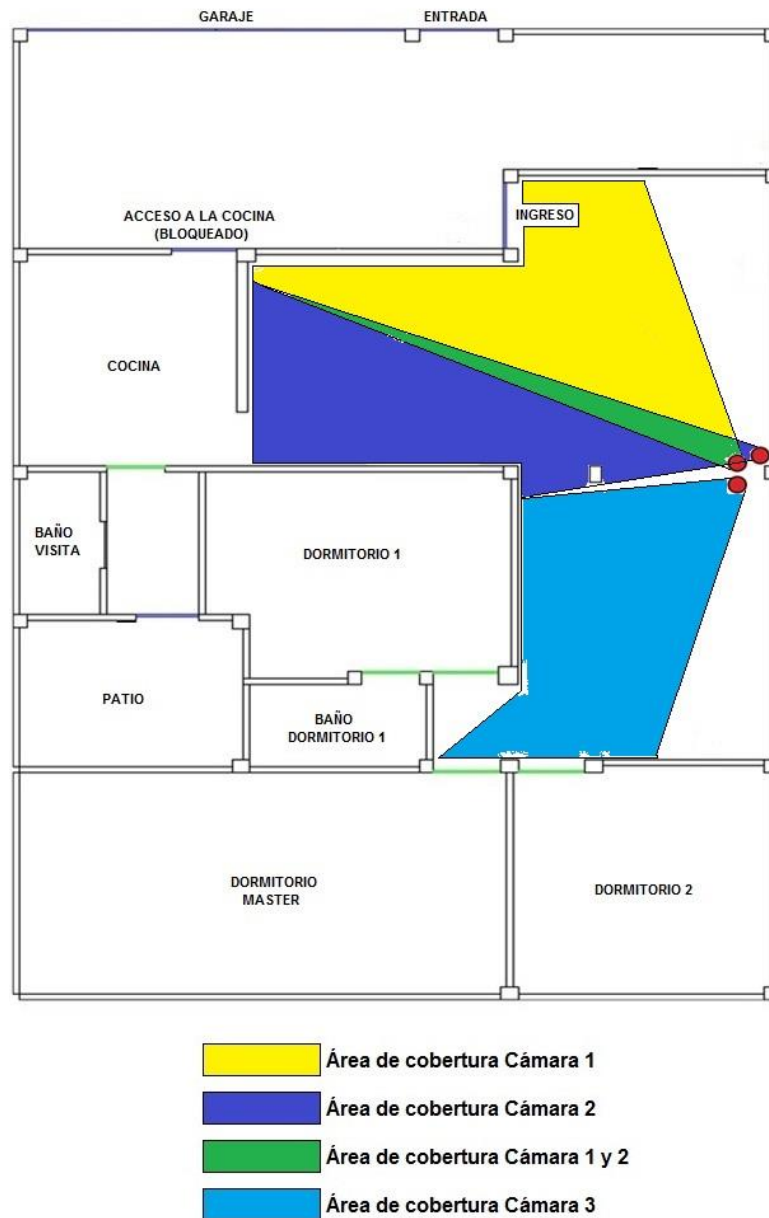 GARAJE
ENTRADA
ACCESO A LA COCINA
(BLOQUEADO)
INGRESO
COCINA
BAÑO
VISITA
DORMITORIO 1
PATIO
BAÑO
DORMITORIO 1
DORMITORIO
MASTER
DORMITORIO 2
Área de cobertura Cámara 1
Área de cobertura Cámara 2
Área de cobertura Cámara 1 y 2
Área de cobertura Cámara 3